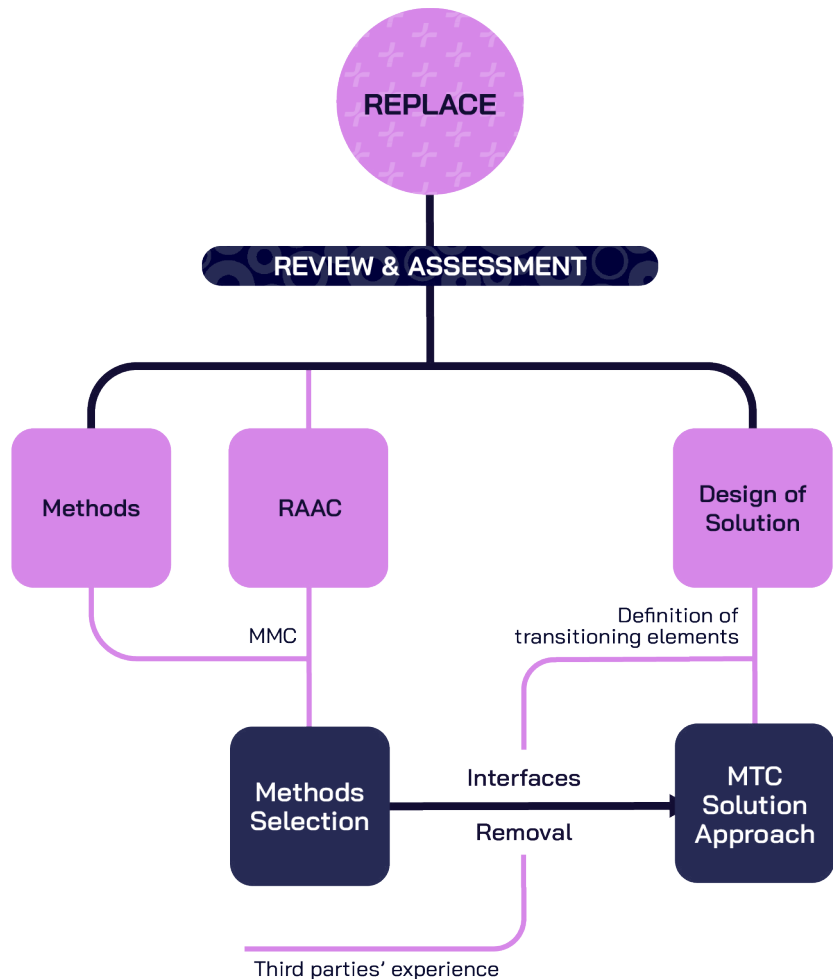 REPLACE
REVIEW & ASSESSMENT
Methods
RAAC
Design of
Solution
MMC
Definition of
transitioning elements
Methods
Selection
Interfaces
Removal
MTC
Solution
Approach
Third parties’ experience